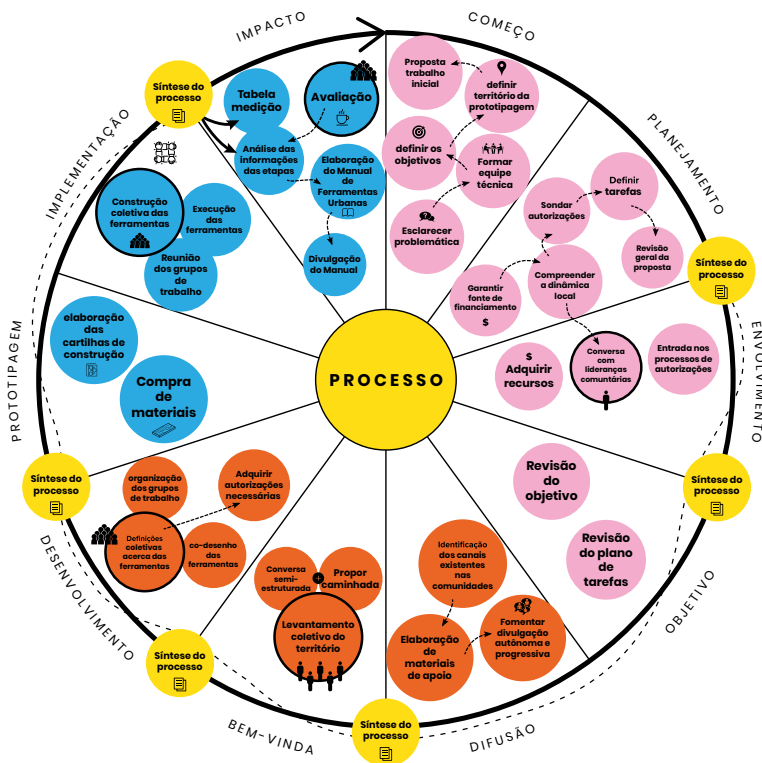 IMPACTO
COMEÇO
PLANEJAMENTO
ENVOLVIMENTO
OBJETIVO
DIFUSÃO
BEM-VINDA
DESENVOLVIMENTO
PROTOTIPAGEM
IMPLEMENTAÇÃO
PROCESSO
Proposta
trabalho
inicial
definir
território da
prototipagem
definir os
objetivos
Formar
equipe
técnica
Esclarecer
problemática
Definir
tarefas
Sondar
autorizações
Revisão
geral da
proposta
Compreender
a dinâmica
local
Garantir
fonte de
financiamento
$
Síntese do
processo
$
Adquirir
recursos
Conversa
com
lideranças
comuntárias
Entrada nos
processos de
autorizações
Síntese do
processo
Revisão
do
objetivo
Revisão
do plano
de
tarefas
Identificação
dos canais
existentes
nas
comunidades
Elaboração
de
materiais
de apoio
Fomentar
divulgação
autônoma e
progressiva
Síntese do
processo
Conversa
semi-
estruturada
+
Propor
caminhada
Levantamento
coletivo do
território
Síntese do
processo
organização
dos grupos
de trabalho
Adquirir
autorizações
necessárias
Definições
coletivas
acerca das
ferramentas
co-desenho
das
ferramentas
Síntese do
processo
elaboração
das
cartilhas de
construção
Compra
de
materiais
Construção
coletiva das
ferramentas
Execução
das
ferramentas
Reunião
dos grupos
de
trabalho
Síntese do
processo
Tabela
medição
Avaliação
Análise das
informações
das etapas
Elaboração
do Manual
de
Ferramentas
Urbanas
Divulgação
do Manual